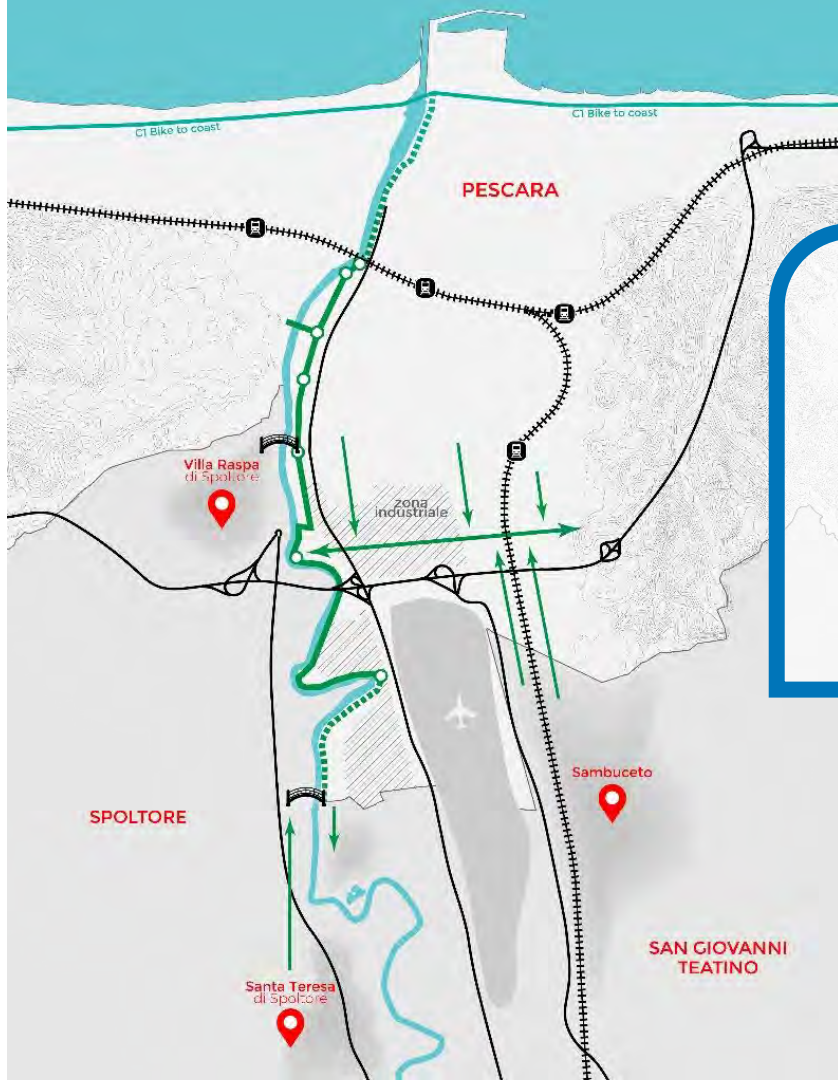 C1 Bike to coast
C1 Bike to coast
PESCARA
Villa Raspa
di Spoltore
zona
industriale
Sambuceto
SPOLTORE
SAN GIOVANNI
TEATINO
Santa Teresa
di Spoltore